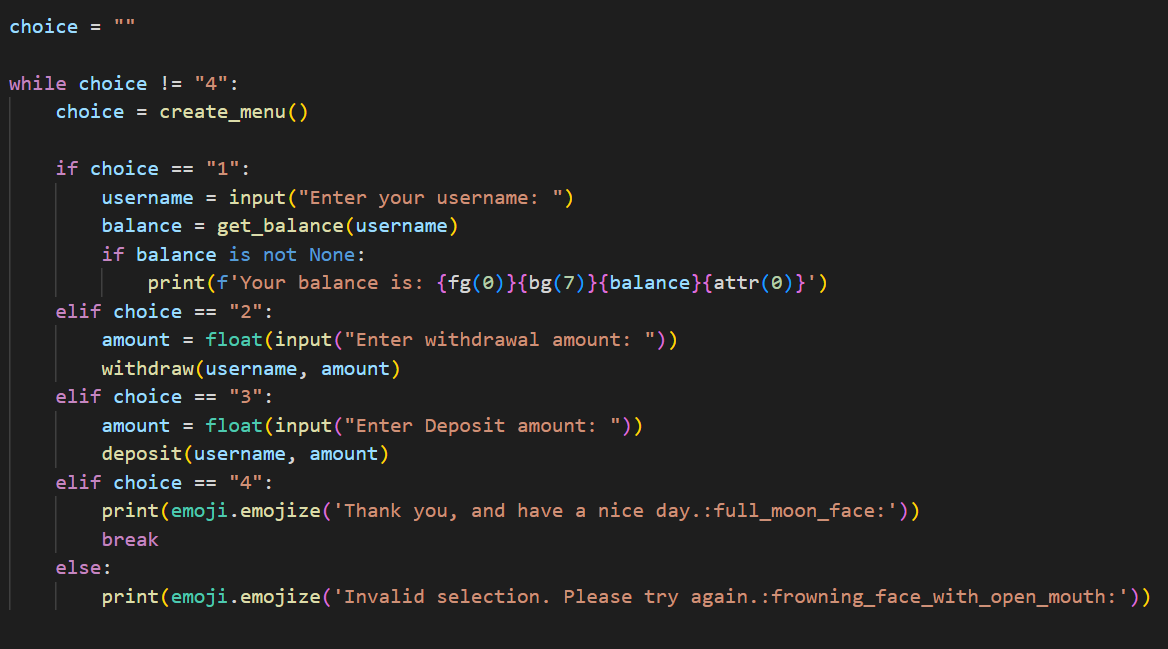 choice = ""
while choice != "4":
    choice = create_menu()
    if choice == "1":
        username = input("Enter your username: ")
        balance = get_balance(username)
        if balance is not None:
            print(f'Your balance is: {fg(0)}{bg(7)}{balance}{attr(0)}')
    elif choice == "2":
        amount = float(input("Enter withdrawal amount: "))
        withdraw(username, amount)
    elif choice == "3":
        amount = float(input("Enter Deposit amount: "))
        deposit(username, amount)
    elif choice == "4":
        print(emoji.emojize('Thank you, and have a nice day.:full_moon_face:'))
        break
    else:
        print(emoji.emojize('Invalid selection. Please try again.:frowning_face_with_open_mouth:'))